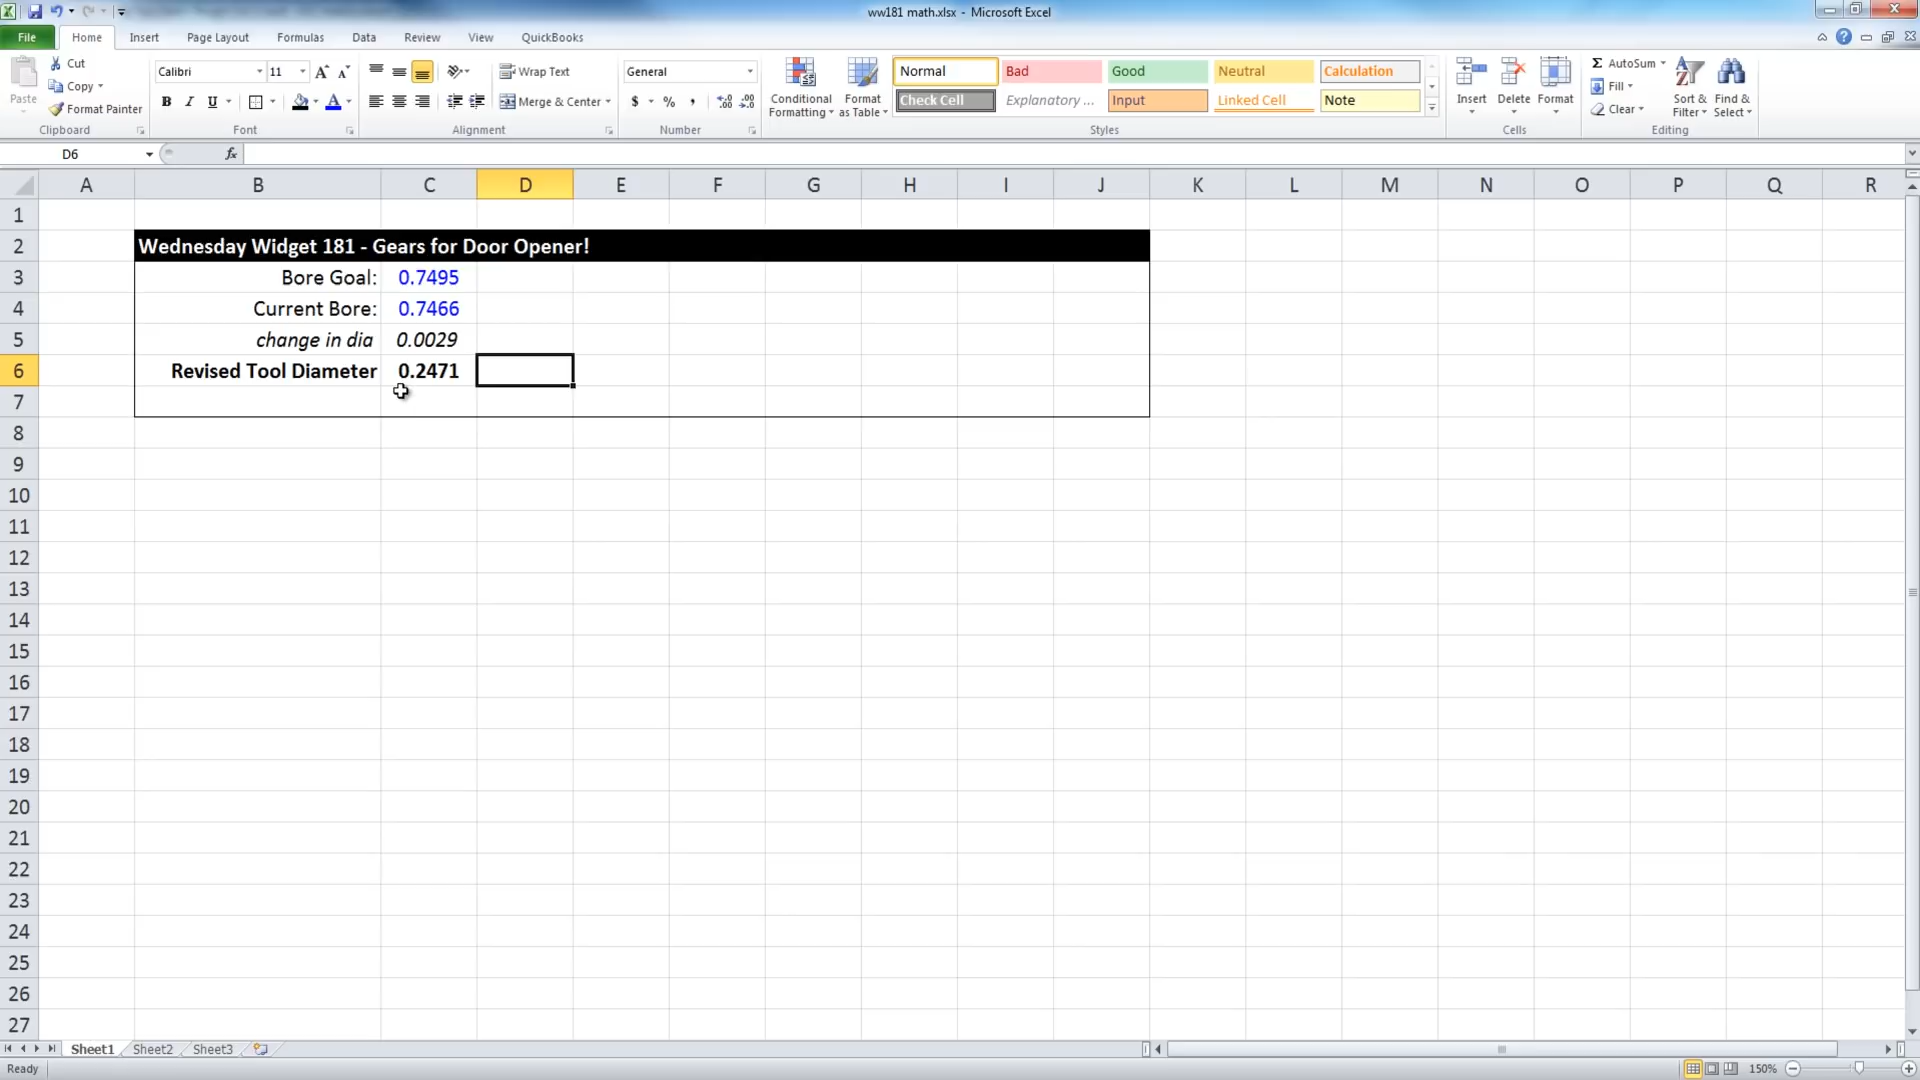 ww181 math.xlsx - Microsoft Excel
File Home Insert Page Layout Formulas Data Review View QuickBooks
Paste Cut Copy Format Painter Clipboard
Calibri 11 B I U Font
Wrap Text Merge & Center Alignment
General $ % , Number
Conditional Formatting Format as Table
Normal Bad Good Neutral Calculation
Check Cell Explanatory ... Input Linked Cell Note
Styles
Insert Delete Format Cells
Σ AutoSum Fill Clear Sort & Filter Find & Select Editing
D6 fx
A B C D E F G H I J K L M N O P Q R
1
2 Wednesday Widget 181 - Gears for Door Opener!
3 Bore Goal: 0.7495
4 Current Bore: 0.7466
5 change in dia 0.0029
6 Revised Tool Diameter 0.2471
7
8
9
10
11
12
13
14
15
16
17
18
19
20
21
22
23
24
25
26
27
Sheet1 Sheet2 Sheet3
Ready 150%